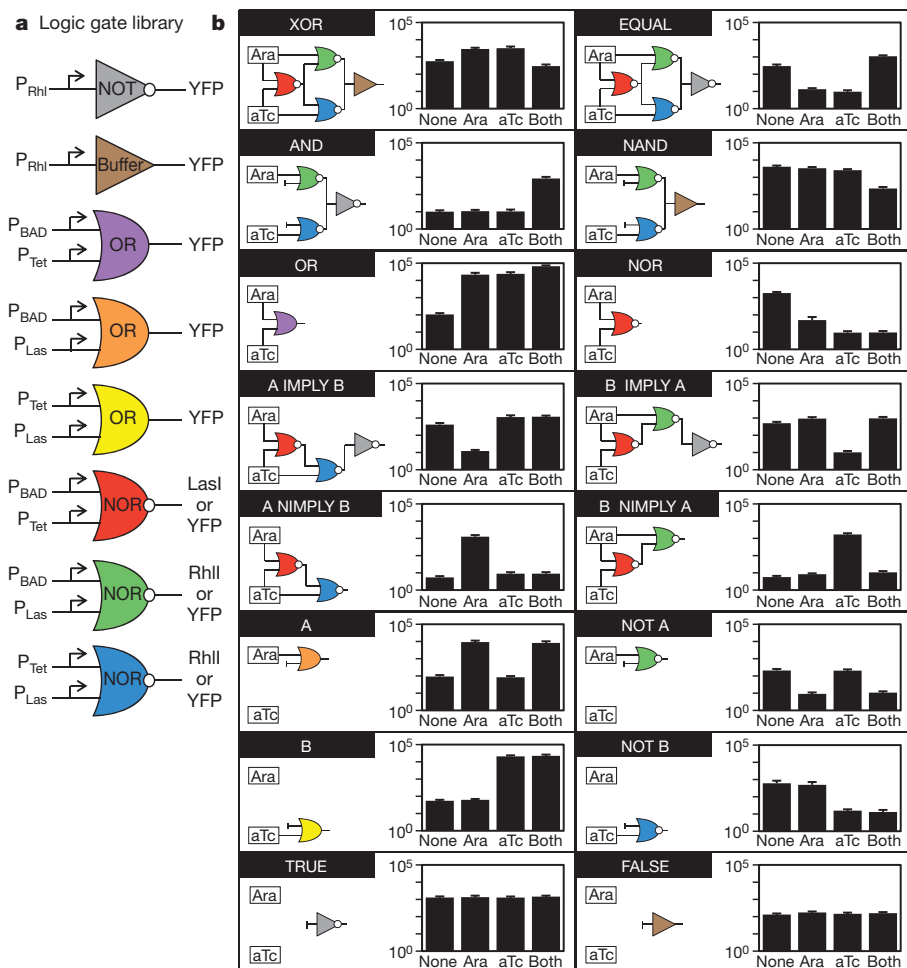 a Logic gate library
P_Rhl NOT YFP
P_Rhl Buffer YFP
P_BAD
P_Tet OR YFP
P_BAD
P_Las OR YFP
P_Tet
P_Las OR YFP
P_BAD
P_Tet NOR LasI or YFP
P_BAD
P_Las NOR RhlI or YFP
P_Tet
P_Las NOR RhlI or YFP
b
XOR
Ara
aTc
10^5
10^0
None Ara aTc Both
EQUAL
Ara
aTc
10^5
10^0
None Ara aTc Both
AND
Ara
aTc
10^5
10^0
None Ara aTc Both
NAND
Ara
aTc
10^5
10^0
None Ara aTc Both
OR
Ara
aTc
10^5
10^0
None Ara aTc Both
NOR
Ara
aTc
10^5
10^0
None Ara aTc Both
A IMPLY B
Ara
aTc
10^5
10^0
None Ara aTc Both
B IMPLY A
Ara
aTc
10^5
10^0
None Ara aTc Both
A NIMPLY B
Ara
aTc
10^5
10^0
None Ara aTc Both
B NIMPLY A
Ara
aTc
10^5
10^0
None Ara aTc Both
A
Ara
aTc
10^5
10^0
None Ara aTc Both
NOT A
Ara
aTc
10^5
10^0
None Ara aTc Both
B
Ara
aTc
10^5
10^0
None Ara aTc Both
NOT B
Ara
aTc
10^5
10^0
None Ara aTc Both
TRUE
Ara
aTc
10^5
10^0
None Ara aTc Both
FALSE
Ara
aTc
10^5
10^0
None Ara aTc Both